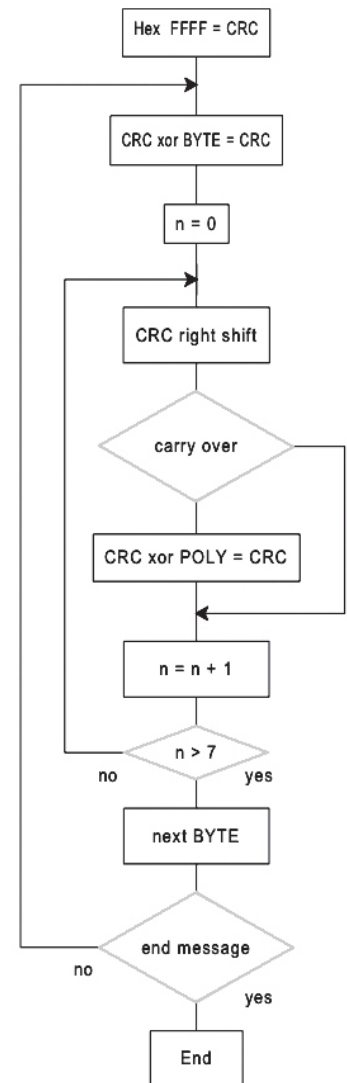 Hex FFFF = CRC
CRC xor BYTE = CRC
n = 0
CRC right shift
carry over
CRC xor POLY = CRC
n = n + 1
n > 7
no
yes
next BYTE
end message
no
yes
End